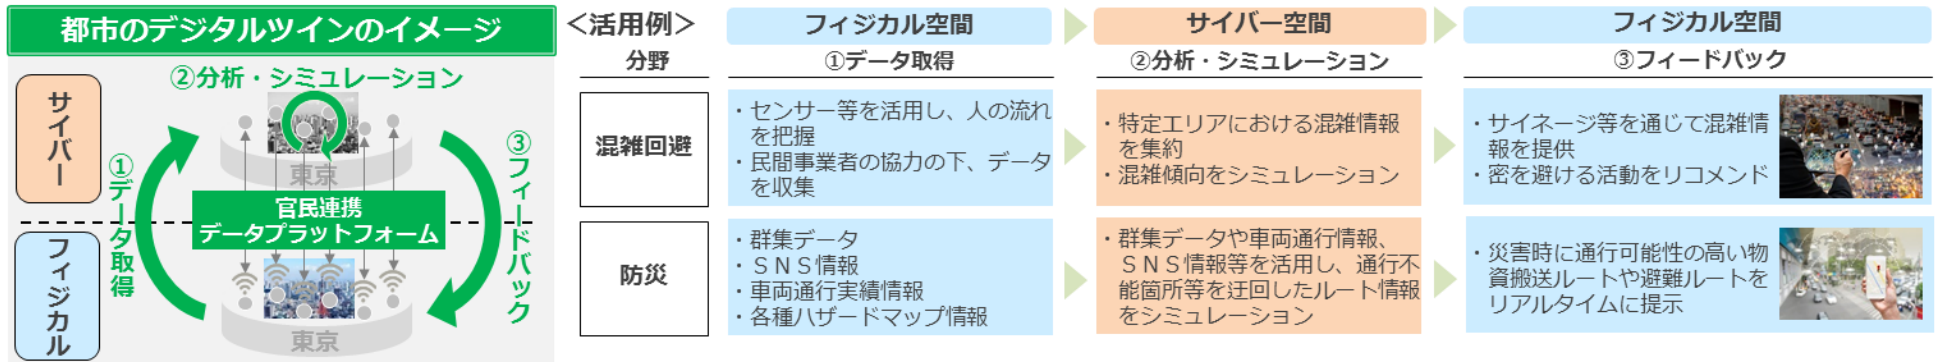 都市のデジタルツインのイメージ
サイバー
②分析・シミュレーション
東京
①データ取得
③フィードバック
官民連携
データプラットフォーム
フィジカル
東京
＜活用例＞
フィジカル空間
サイバー空間
フィジカル空間
分野
①データ取得
②分析・シミュレーション
③フィードバック
混雑回避
・センサー等を活用し、人の流れ
を把握
・民間事業者の協力の下、データ
を収集
・特定エリアにおける混雑情報
を集約
・混雑傾向をシミュレーション
・サイネージ等を通じて混雑情
報を提供
・密を避ける活動をリコメンド
防災
・群集データ
・ＳＮＳ情報
・車両通行実績情報
・各種ハザードマップ情報
・群集データや車両通行情報、
ＳＮＳ情報等を活用し、通行不
能箇所等を迂回したルート情報
をシミュレーション
・災害時に通行可能性の高い物
資搬送ルートや避難ルートを
リアルタイムに提示